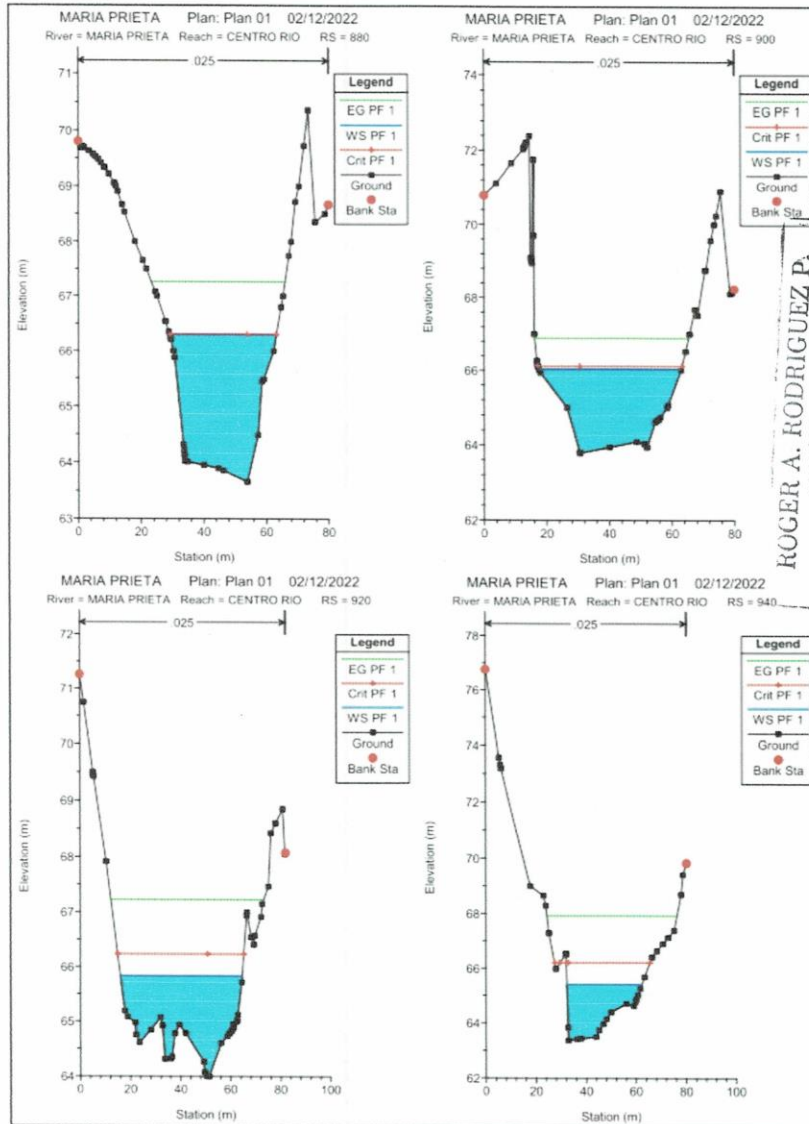 MARIA PRIETA Plan: Plan 01 02/12/2022
River = MARIA PRIETA Reach = CENTRO RIO RS = 880
.025
Legend
EG PF 1
WS PF 1
Crit PF 1
Ground
Bank Sta
Elevation (m)
71
70
69
68
67
66
65
64
63
0 20 40 60 80
Station (m)
MARIA PRIETA Plan: Plan 01 02/12/2022
River = MARIA PRIETA Reach = CENTRO RIO RS = 900
.025
Legend
EG PF 1
Crit PF 1
WS PF 1
Ground
Bank Sta
Elevation (m)
74
72
70
68
66
64
62
0 20 40 60 80
Station (m)
ROGER A. RODRIGUEZ P.
MARIA PRIETA Plan: Plan 01 02/12/2022
River = MARIA PRIETA Reach = CENTRO RIO RS = 920
.025
Legend
EG PF 1
Crit PF 1
WS PF 1
Ground
Bank Sta
Elevation (m)
72
71
70
69
68
67
66
65
64
0 20 40 60 80 100
Station (m)
MARIA PRIETA Plan: Plan 01 02/12/2022
River = MARIA PRIETA Reach = CENTRO RIO RS = 940
.025
Legend
EG PF 1
Crit PF 1
WS PF 1
Ground
Bank Sta
Elevation (m)
78
76
74
72
70
68
66
64
62
0 20 40 60 80 100
Station (m)